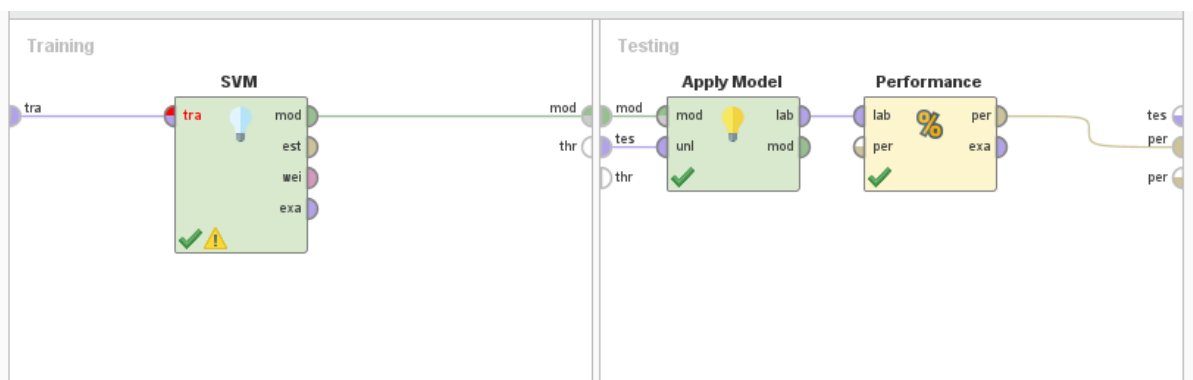 Training
SVM
tra
tra
mod
est
wei
exa
mod
thr
Testing
Apply Model
Performance
mod
tes
thr
mod
unl
lab
mod
lab
per
%
per
exa
tes
per
per